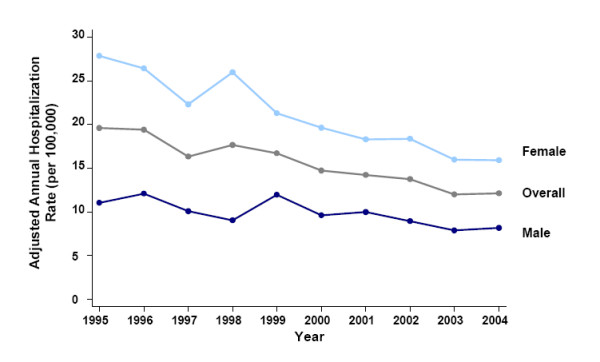 30
25
20
15
10
5
0
Adjusted Annual Hospitalization
Rate (per 100,000)
Female
Overall
Male
1995 1996 1997 1998 1999 2000 2001 2002 2003 2004
Year